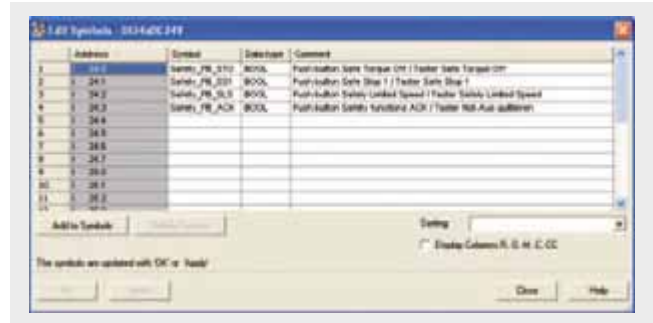 Edit Symbols -
Address Symbol Data type Comment
1 I 24.0 Safety_PB_STO BOOL Push button Safe Torque Off / Taster Safe Torque Off
2 I 24.1 Safety_PB_SS1 BOOL Push button Safe Stop 1 / Taster Safe Stop 1
3 I 24.2 Safety_PB_SLS BOOL Push button Safely Limited Speed / Taster Safely Limited Speed
4 I 24.3 Safety_PB_ACK BOOL Push button Safety functions ACK / Taster Not-Aus quittieren
5 I 24.4
6 I 24.5
7 I 24.6
8 I 24.7
9 I 25.0
10 I 25.1
11 I 25.2
Add to Symbols Delete Symbol Sorting:
Display Columns R, O, M, C, CC
The symbols are updated with 'OK' or 'Apply'
OK Apply Close Help